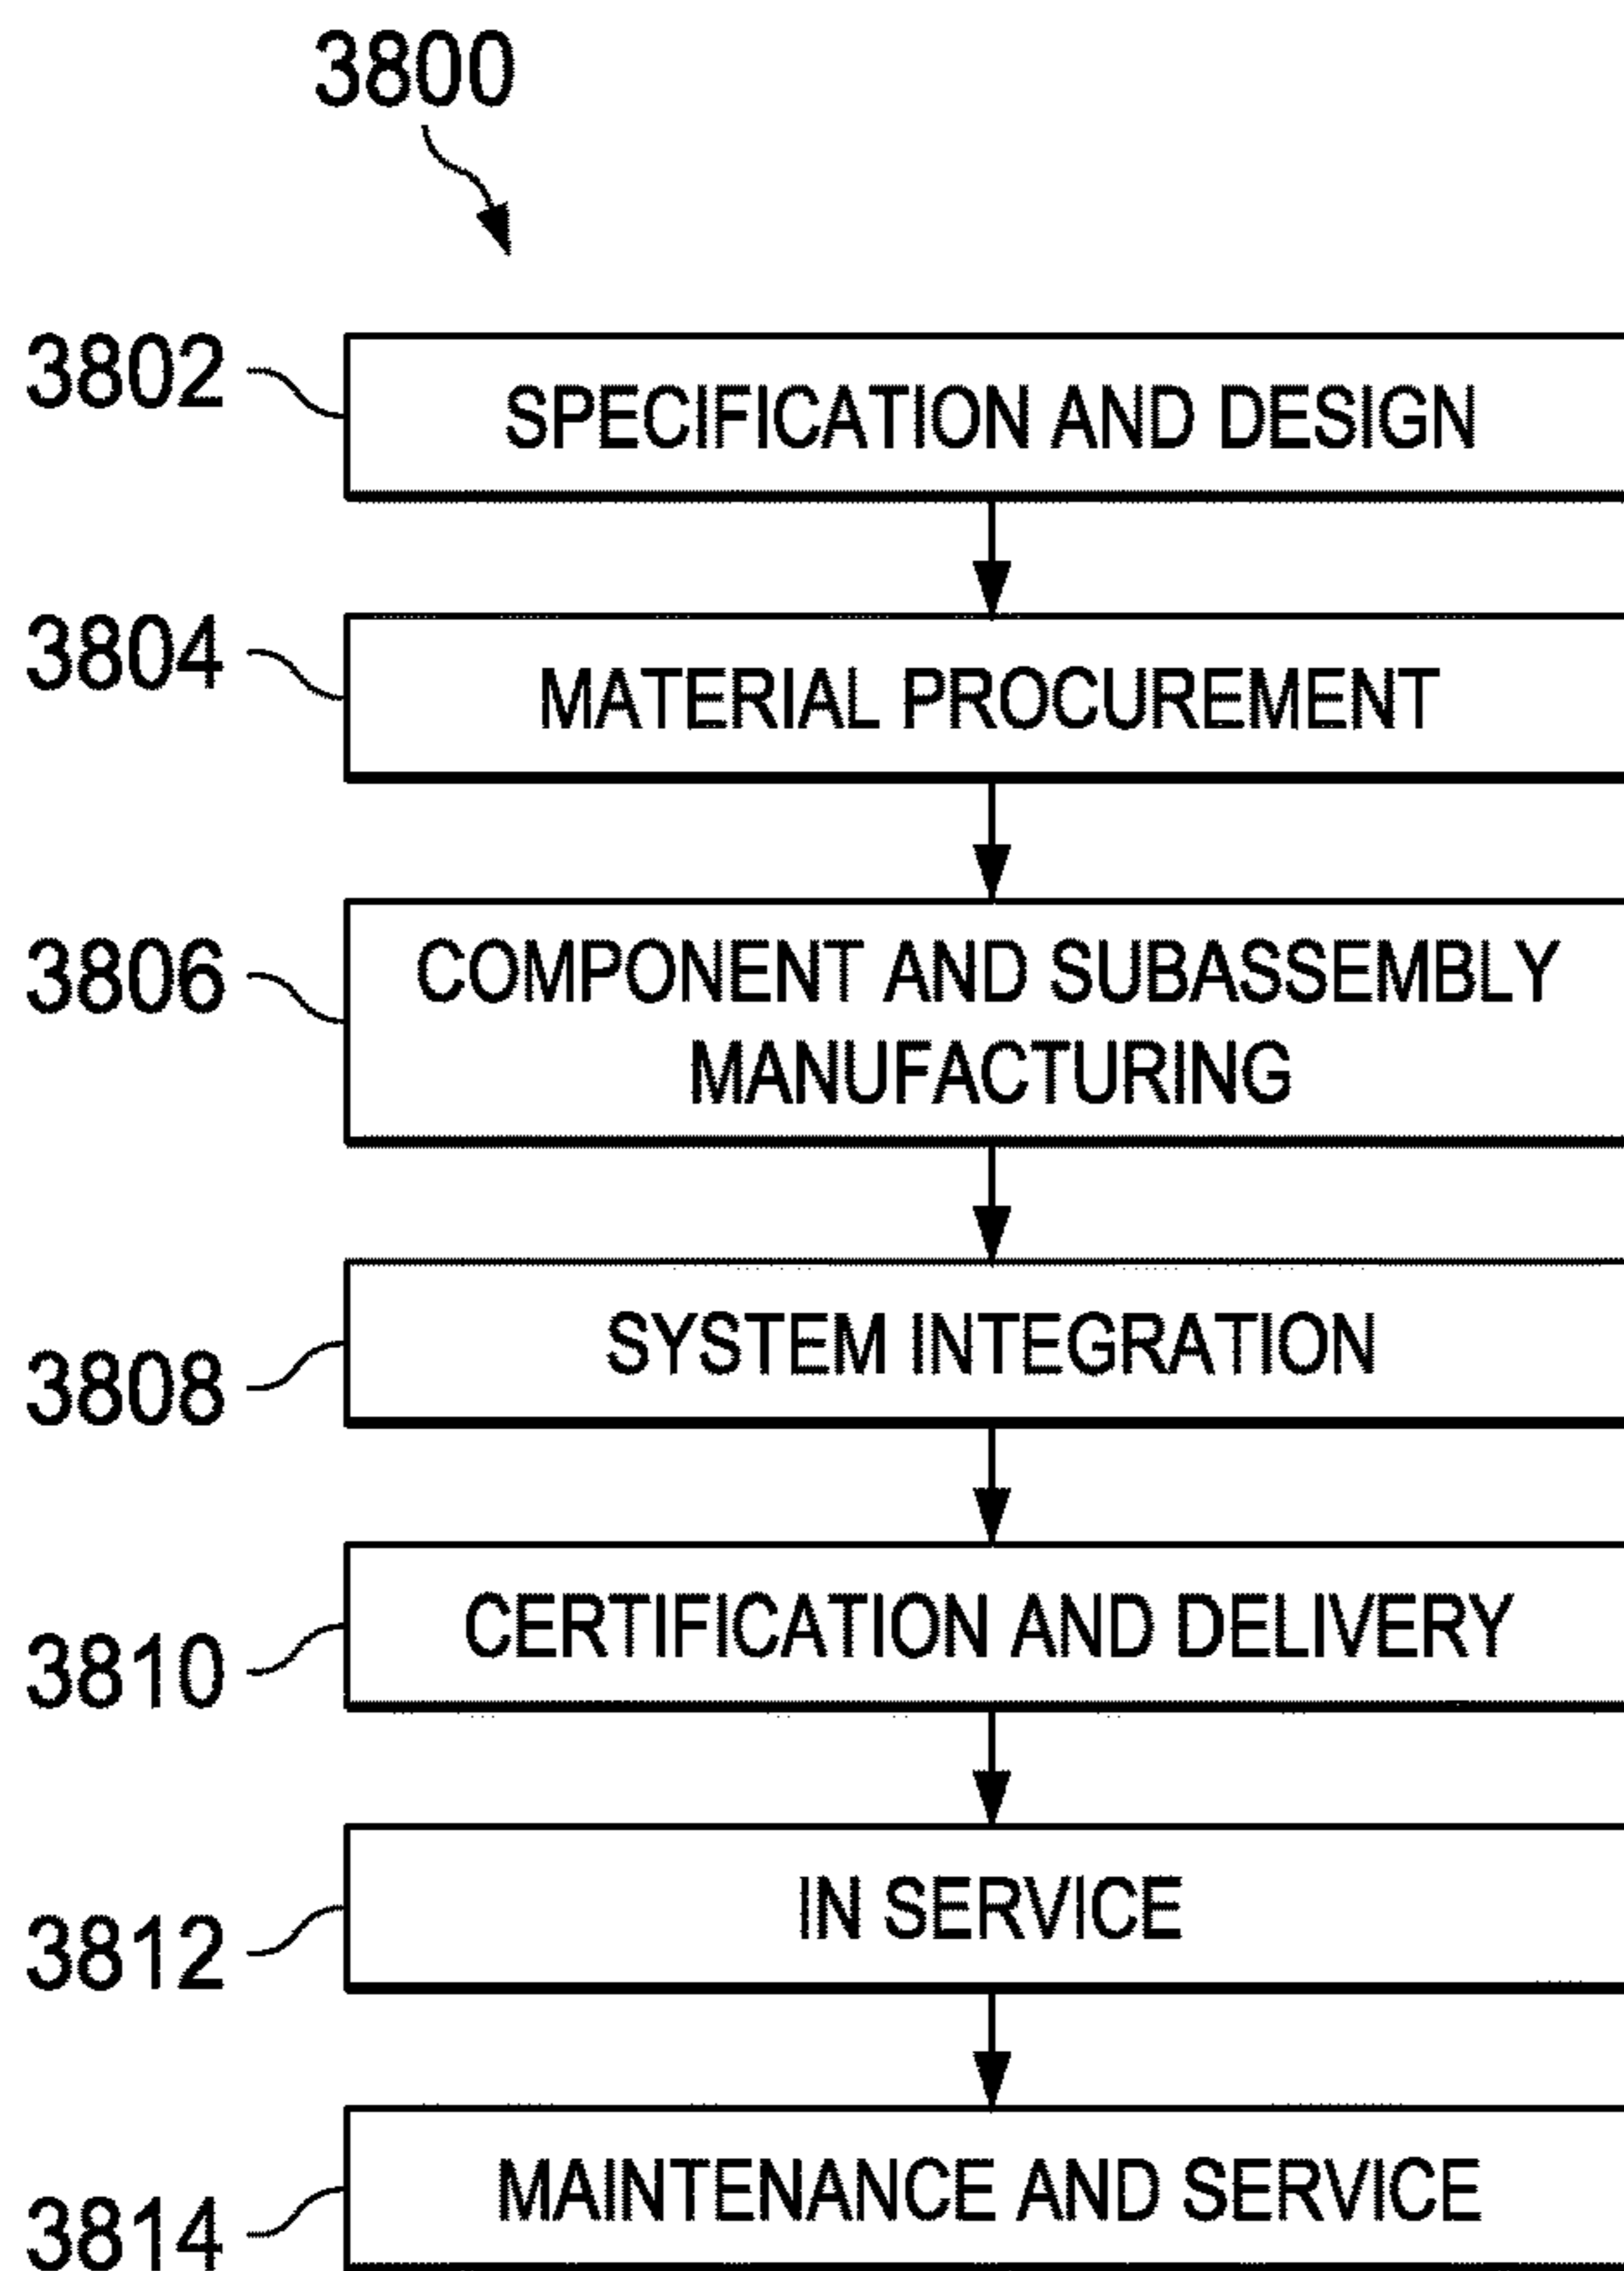 3800
3802
SPECIFICATION AND DESIGN
3804
MATERIAL PROCUREMENT
3806
COMPONENT AND SUBASSEMBLY
MANUFACTURING
3808
SYSTEM INTEGRATION
3810
CERTIFICATION AND DELIVERY
3812
IN SERVICE
3814
MAINTENANCE AND SERVICE